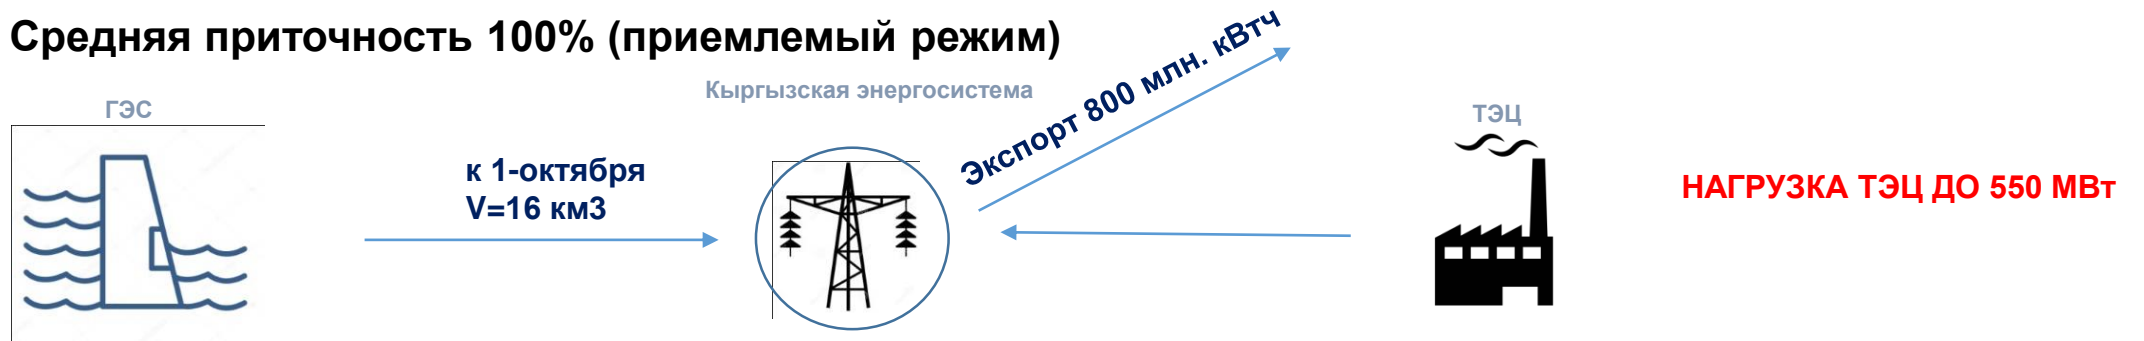 Средняя приточность 100% (приемлемый режим)
Экспорт 800 млн. кВтч
Кыргызская энергосистема
ГЭС
ТЭЦ
к 1-октября
V=16 км3
НАГРУЗКА ТЭЦ ДО 550 МВт